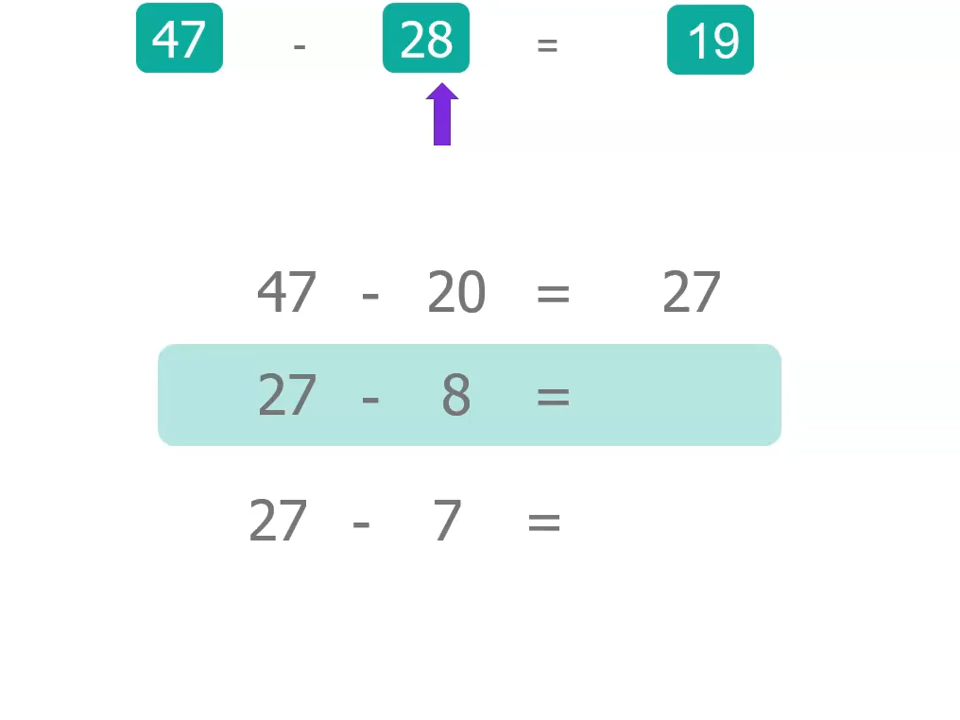 47 - 28 = 19
47 - 20 = 27
27 - 8 =
27 - 7 =